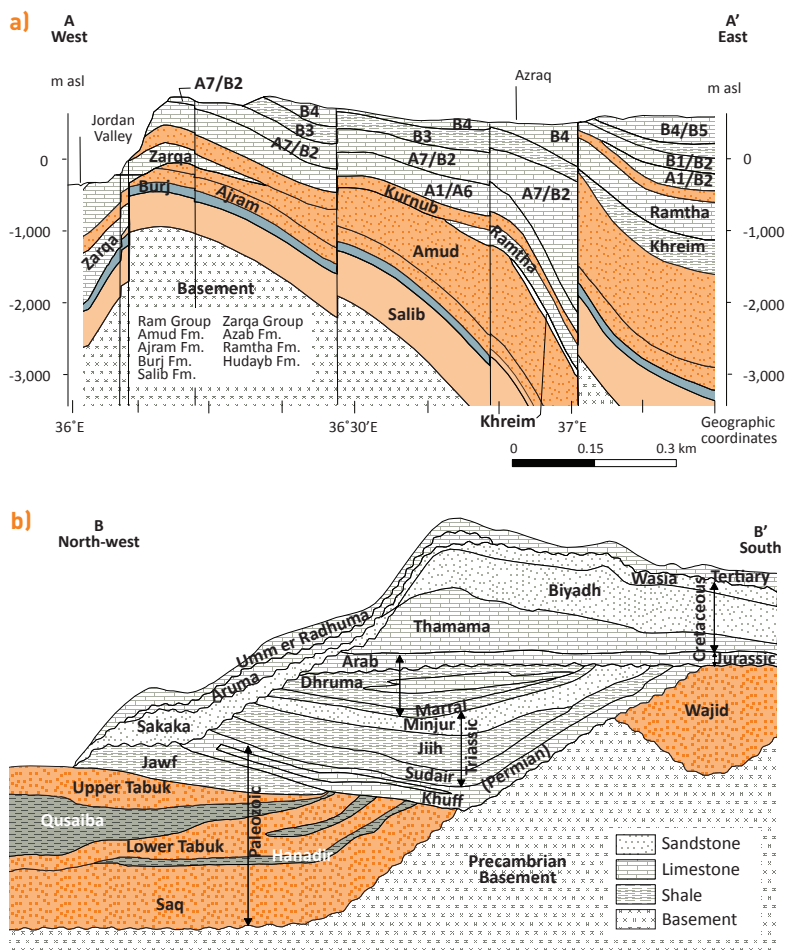 a)
A
West
A'
East
m asl
m asl
A7/B2
Azraq
Jordan
Valley
B4
B3
A7/B2
B4
B3
A7/B2
A1/A6
B4
A7/B2
B4/B5
B1/B2
A1/B2
Ramtha
Khreim
Zarqa
Burj
Ajram
Kurnub
Amud
Ramtha
Zarqa
Basement
Salib
0
-1,000
-2,000
-3,000
0
-1,000
-2,000
-3,000
Ram Group
Amud Fm.
Ajram Fm.
Burj Fm.
Salib Fm.
Zarqa Group
Azab Fm.
Ramtha Fm.
Hudayb Fm.
Khreim
36°E
36°30'E
37°E
Geographic
coordinates
0 0.15 0.3 km
b)
B
North-west
B'
South
Wasia
Tertiary
Biyadh
Cretaceous
Thamama
Umm er Radhuma
Aruma
Arab
Jurassic
Dhruma
Marral
Minjur
Wajid
Sakaka
Triassic
Jiih
Jawf
Sudair
(Permian)
Khuff
Upper Tabuk
Qusaiba
Paleozoic
Lower Tabuk
Hanadir
Saq
Precambrian
Basement
Sandstone
Limestone
Shale
Basement